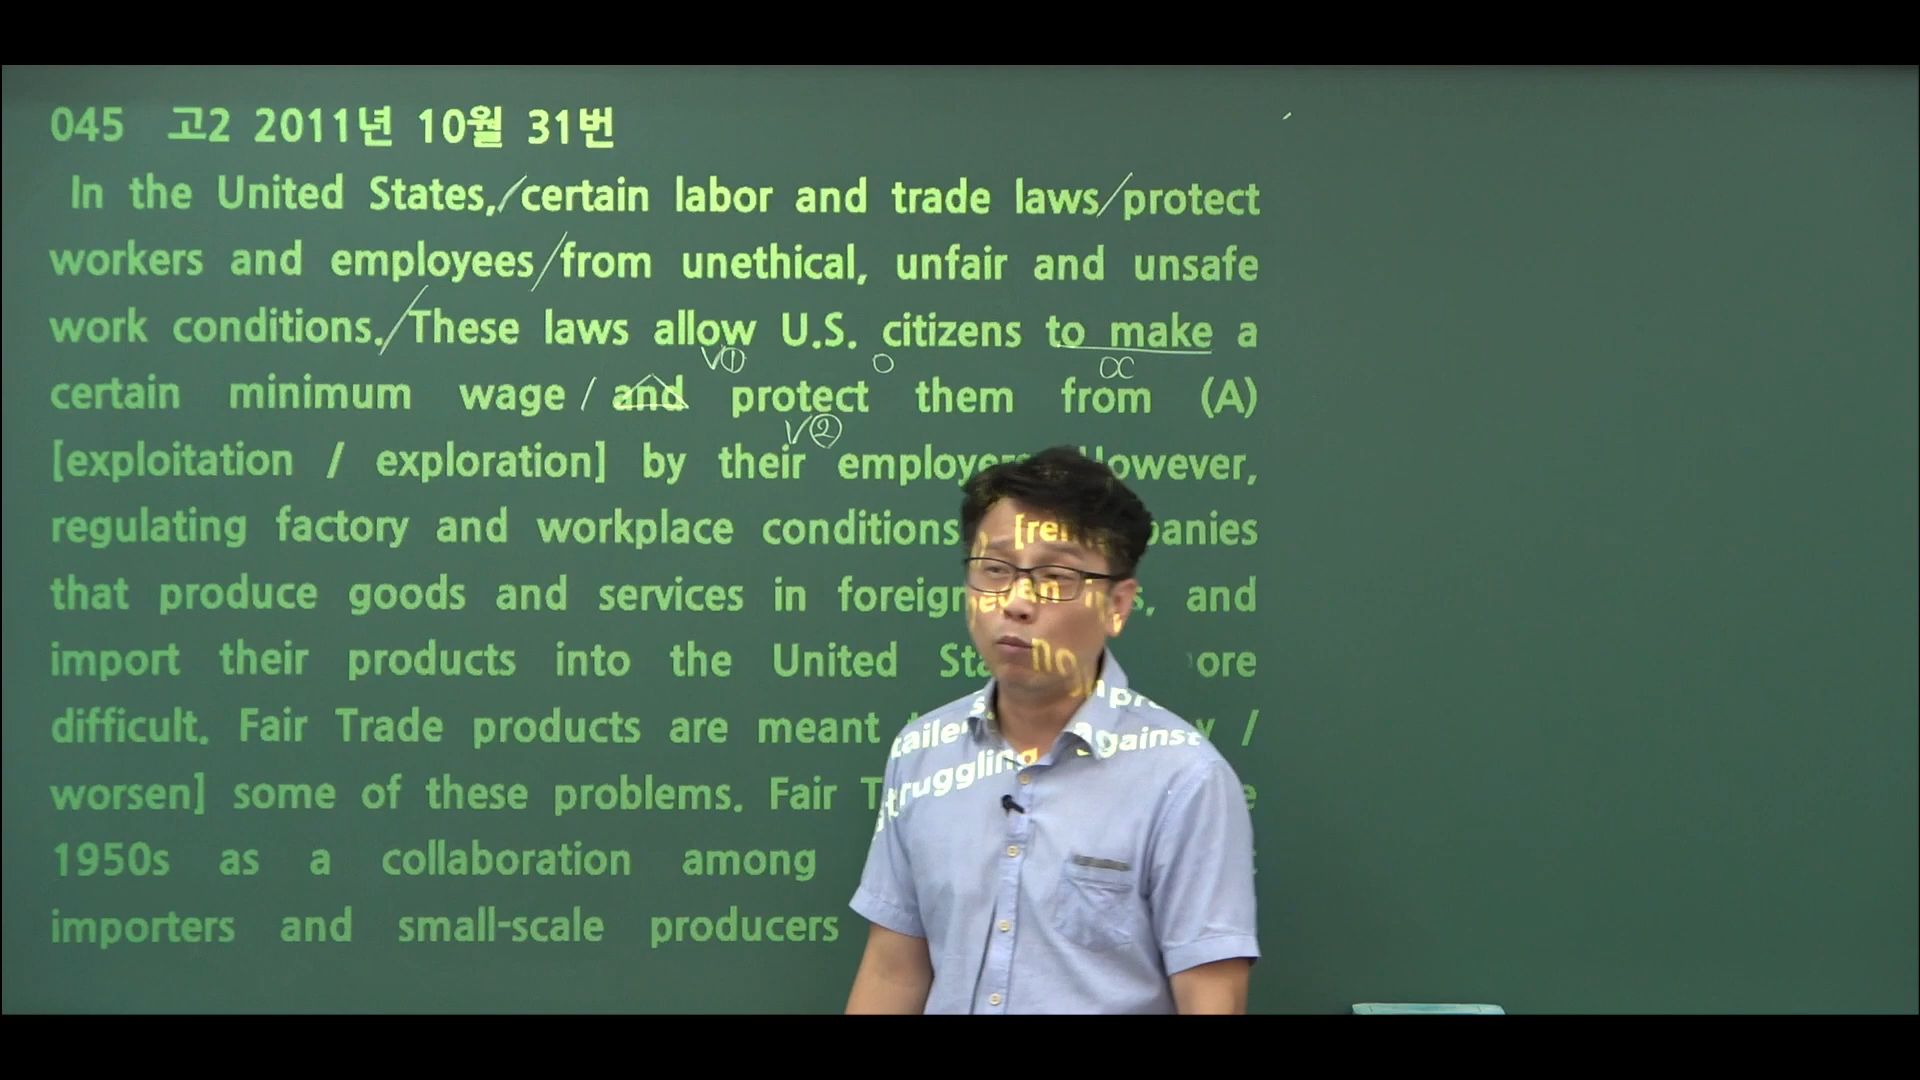 045 고2 2011년 10월 31번
In the United States, / certain labor and trade laws / protect
workers and employees / from unethical, unfair and unsafe
work conditions. / These laws allow U.S. citizens to make a
V① O OC
certain minimum wage / and protect them from (A)
V②
[exploitation / exploration] by their
regulating factory and workplace conditions
that produce goods and services in foreign and
import their products into the United
difficult. Fair Trade products are meant /
worsen] some of these problems. Fair
1950s as a collaboration among
importers and small-scale producers